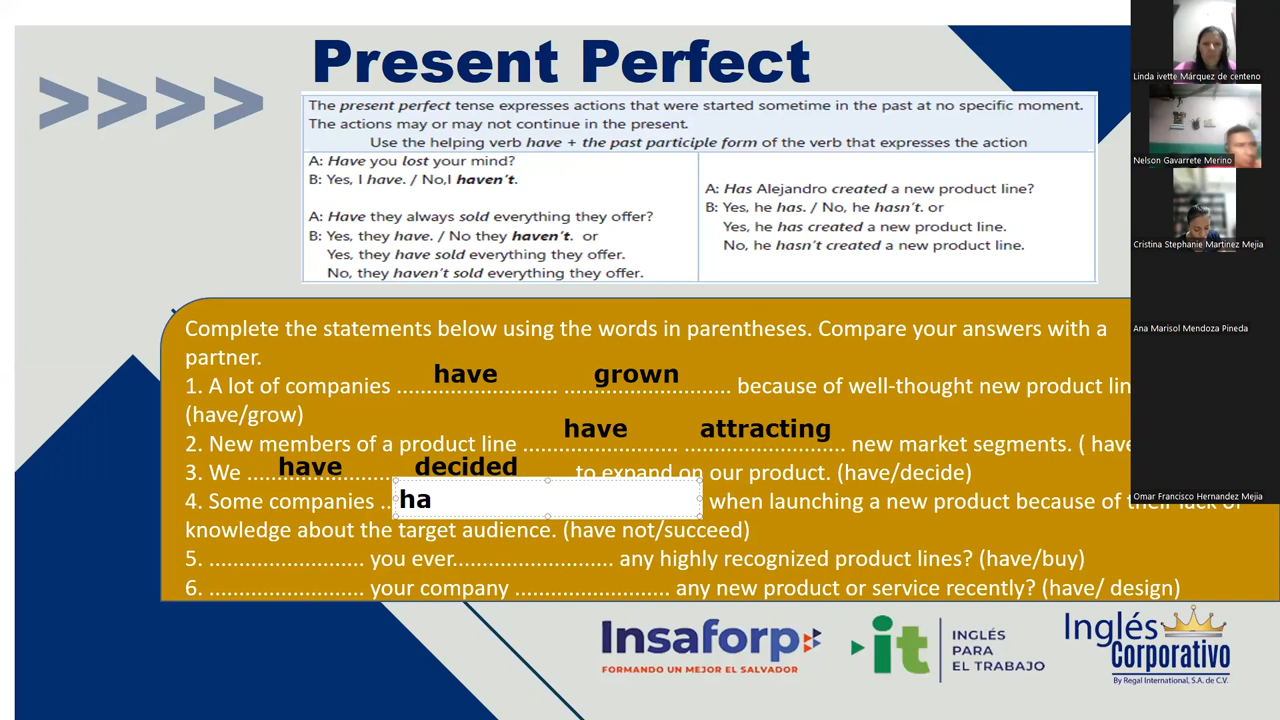 >>>> Present Perfect
The present perfect tense expresses actions that were started sometime in the past at no specific moment.
The actions may or may not continue in the present.
Use the helping verb have + the past participle form of the verb that expresses the action
A: Have you lost your mind?
B: Yes, I have. / No,I haven't.
A: Have they always sold everything they offer?
B: Yes, they have. / No they haven't. or
Yes, they have sold everything they offer.
No, they haven't sold everything they offer.
A: Has Alejandro created a new product line?
B: Yes, he has. / No, he hasn't. or
Yes, he has created a new product line.
No, he hasn't created a new product line.
Complete the statements below using the words in parentheses. Compare your answers with a
partner.
have grown
1. A lot of companies ........................... ............................ because of well-thought new product lin
(have/grow)
have attracting
2. New members of a product line .......................... ........................... new market segments. ( have
have decided
3. We ......................... to expand on our product. (have/decide)
4. Some companies .. ha when launching a new product because of their lack of
knowledge about the target audience. (have not/succeed)
5. .......................... you ever........................... any highly recognized product lines? (have/buy)
6. .......................... your company .......................... any new product or service recently? (have/ design)
Insaforp
FORMANDO UN MEJOR EL SALVADOR
it
INGLÉS
PARA
EL TRABAJO
Inglés
Corporativo
By Regal International, S.A. de C.V.
Linda ivette Márquez de centeno
Nelson Gavarrete Merino
Cristina Stephanie Martinez Mejía
Ana Marisol Mendoza Pineda
Omar Francisco Hernandez Mejia